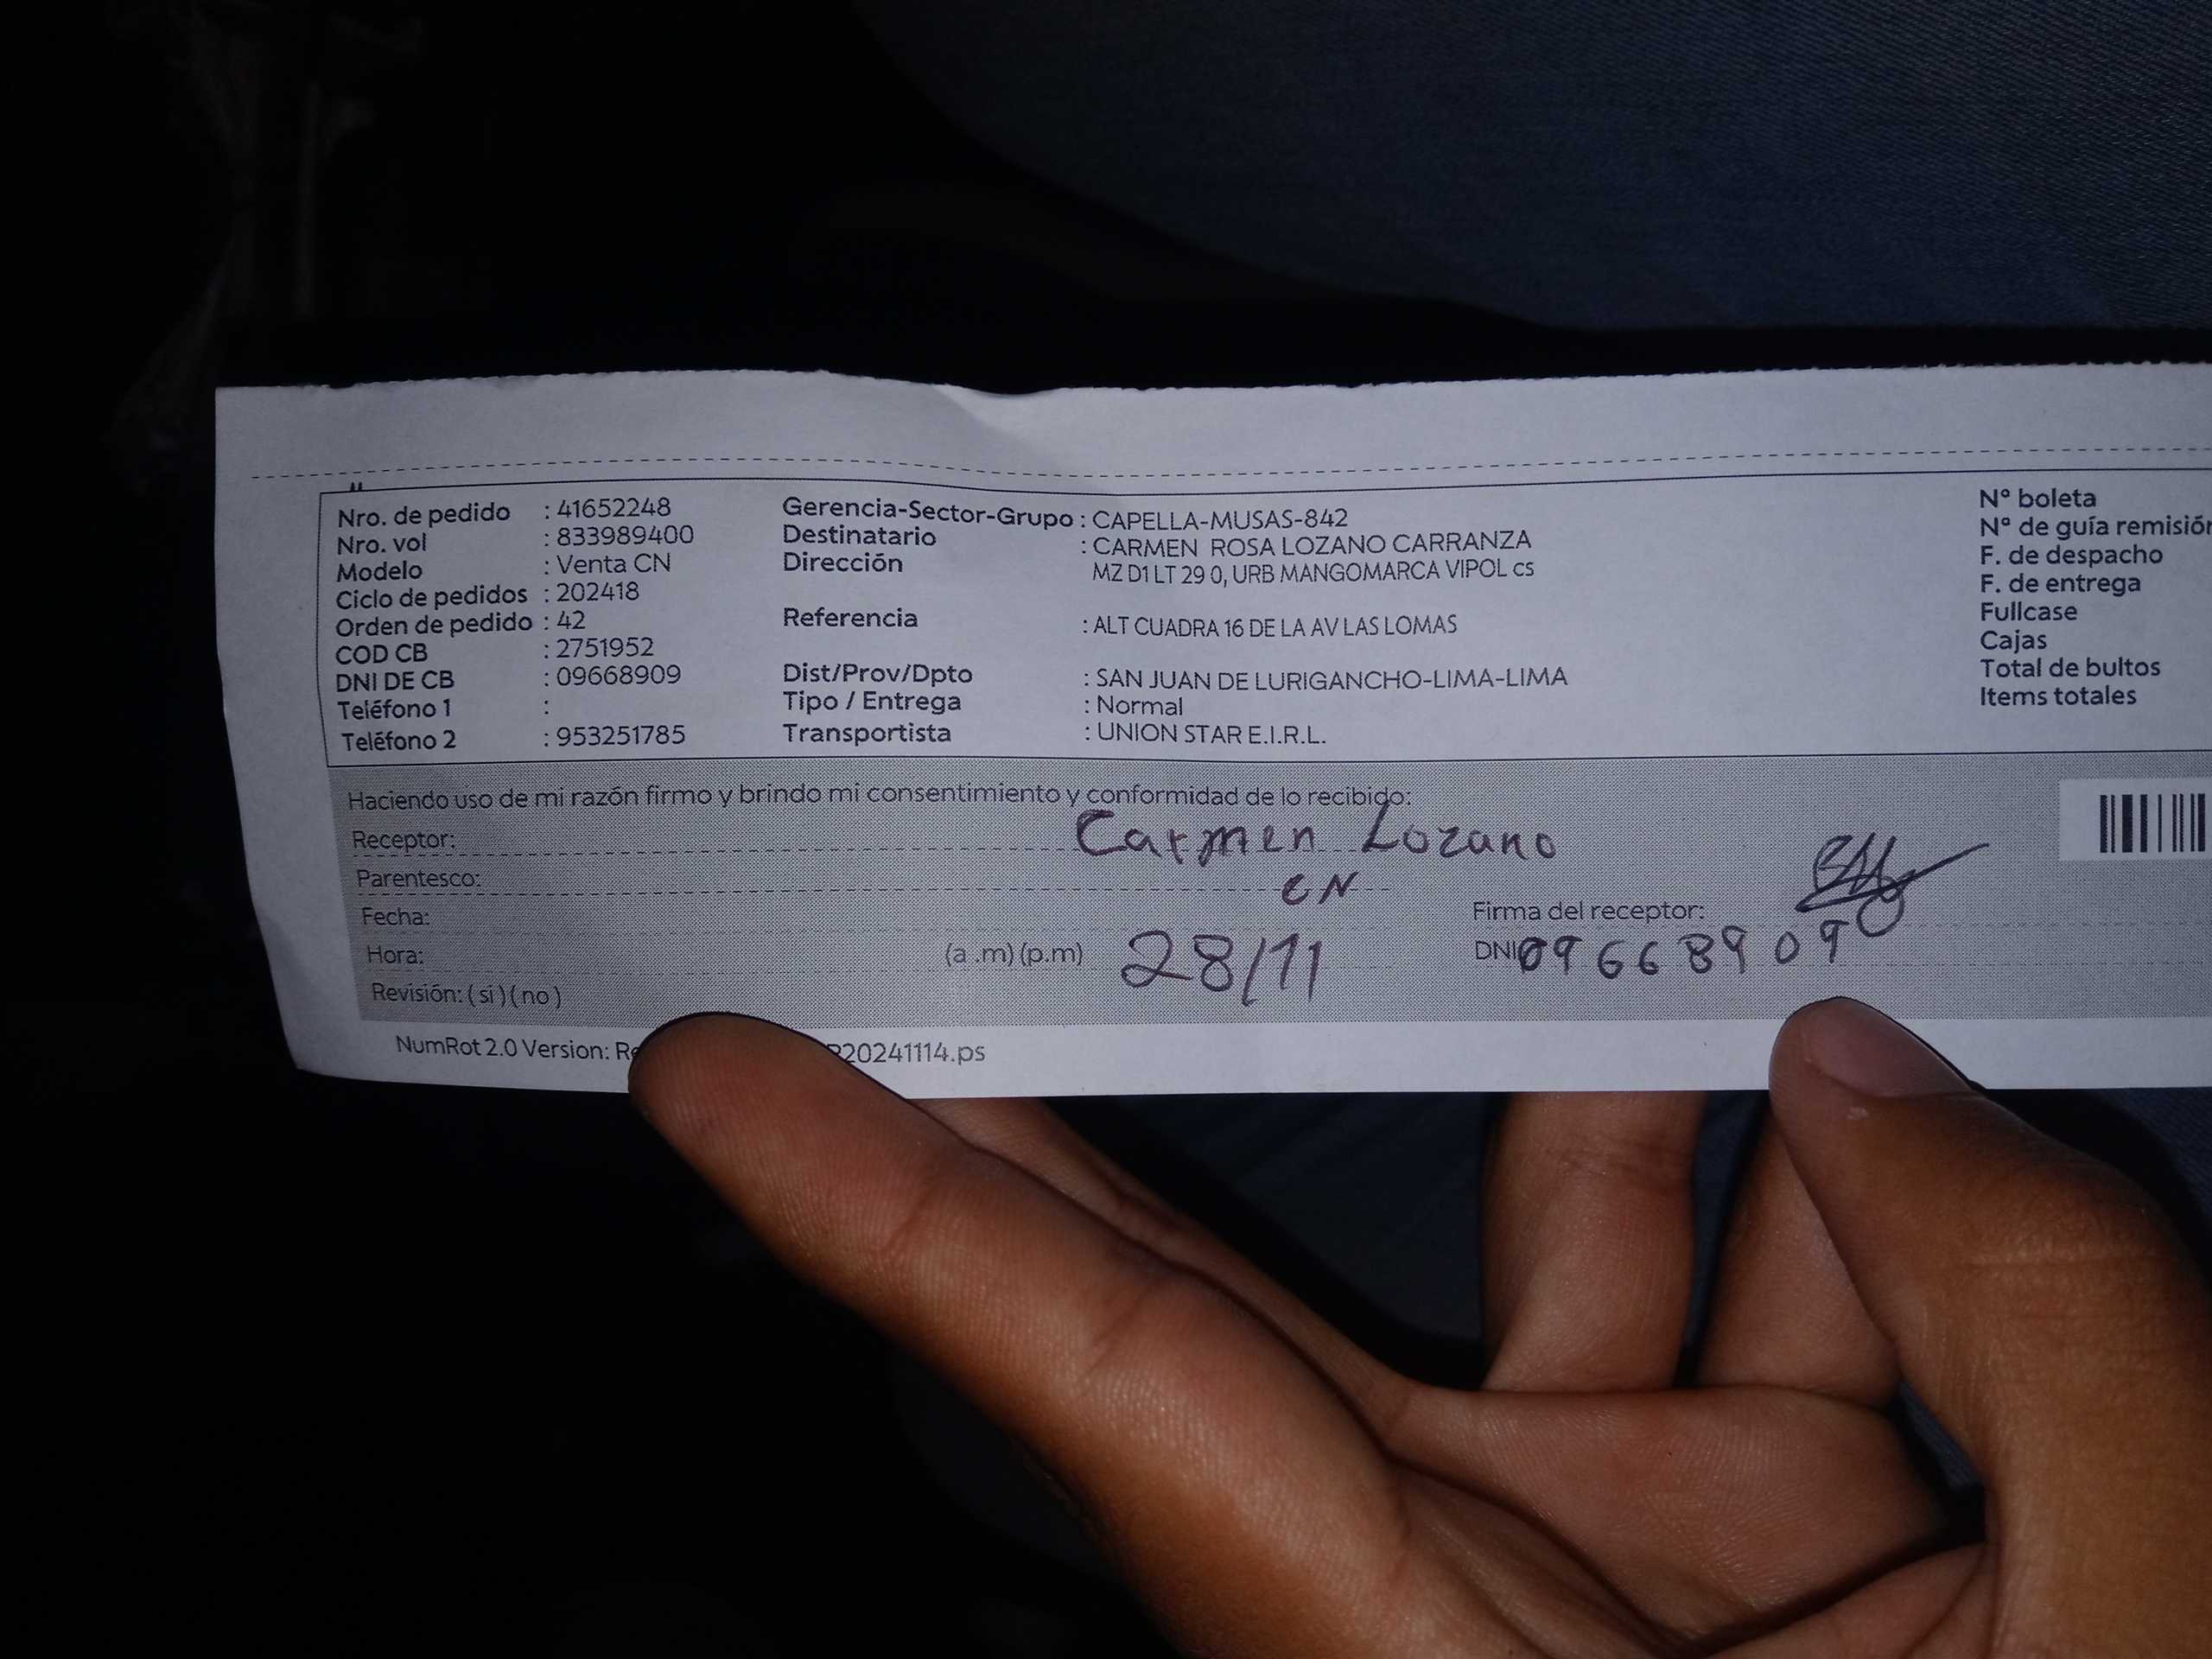 Nro. de pedido : 41652248
Nro. vol : 833989400
Modelo : Venta CN
Ciclo de pedidos : 202418
Orden de pedido : 42
COD CB : 2751952
DNI DE CB : 09668909
Teléfono 1 :
Teléfono 2 : 953251785
Gerencia-Sector-Grupo : CAPELLA-MUSAS-842
Destinatario : CARMEN ROSA LOZANO CARRANZA
Dirección MZ D1 LT 29 0, URB MANGOMARCA VIPOL cs
Referencia : ALT CUADRA 16 DE LA AV LAS LOMAS
Dist/Prov/Dpto : SAN JUAN DE LURIGANCHO-LIMA-LIMA
Tipo / Entrega : Normal
Transportista : UNION STAR E.I.R.L.
Nº boleta
Nº de guía remisión
F. de despacho
F. de entrega
Fullcase
Cajas
Total de bultos
Items totales
Haciendo uso de mi razón firmo y brindo mi consentimiento y conformidad de lo recibido:
Receptor: Carmen Lozano
Parentesco: CN
Fecha:
Firma del receptor:
Hora: (a .m) (p.m) 28/11
DNI 09668909
Revisión: ( si ) ( no )
NumRot 2.0 Version: 20241114.ps